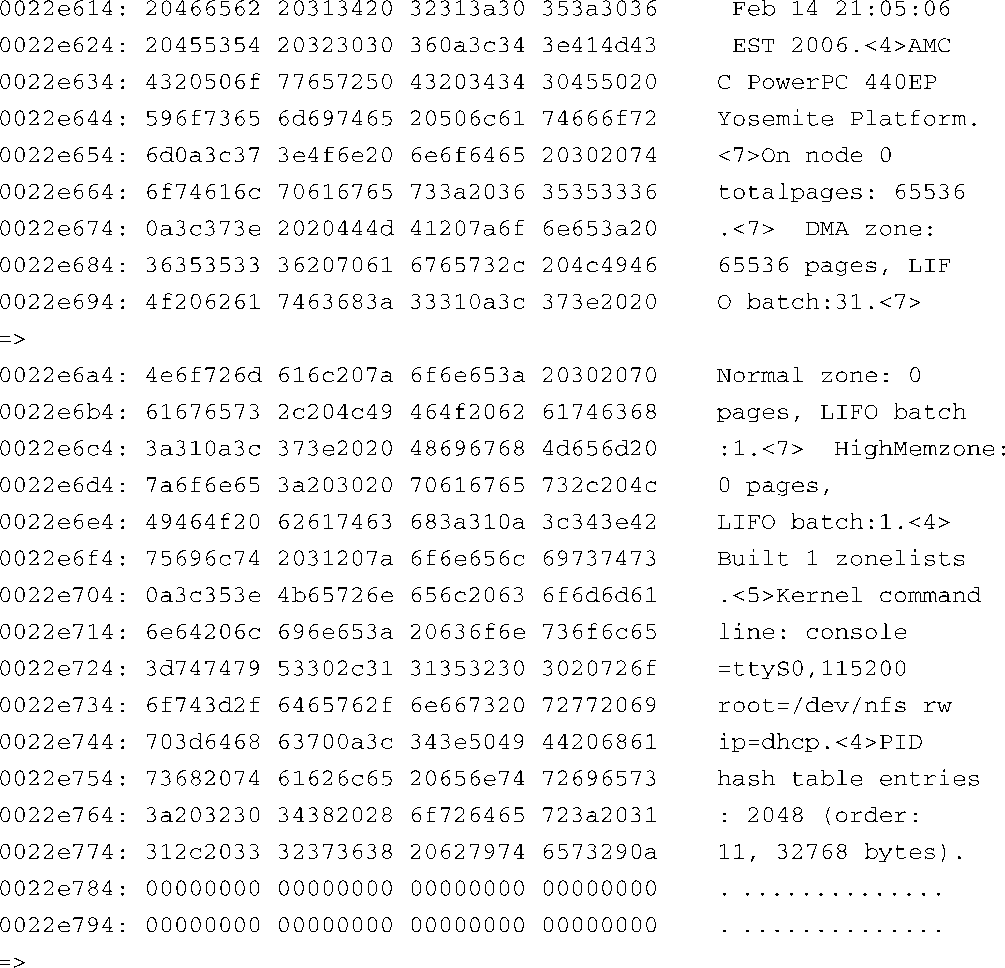 0022e614: 20466562 20313420 32313a30 353a3036 Feb 14 21:05:06
0022e624: 20455354 20323030 360a3c34 3e414d43 EST 2006.<4>AMC
0022e634: 4320506f 77657250 43203434 30455020 C PowerPC 440EP
0022e644: 596f7365 6d697465 20506c61 74666f72 Yosemite Platform.
0022e654: 6d0a3c37 3e4f6e20 6e6f6465 20302074 <7>On node 0
0022e664: 6f74616c 70616765 733a2036 35353336 totalpages: 65536
0022e674: 0a3c373e 2020444d 41207a6f 6e653a20 .<7>  DMA zone:
0022e684: 36353533 36207061 6765732c 204c4946 65536 pages, LIF
0022e694: 4f206261 7463683a 33310a3c 373e2020 O batch:31.<7>
=>
0022e6a4: 4e6f726d 616c207a 6f6e653a 20302070 Normal zone: 0
0022e6b4: 61676573 2c204c49 464f2062 61746368 pages, LIFO batch
0022e6c4: 3a310a3c 373e2020 48696768 4d656d20 :1.<7>  HighMemzone:
0022e6d4: 7a6f6e65 3a203020 70616765 732c204c 0 pages,
0022e6e4: 49464f20 62617463 683a310a 3c343e42 LIFO batch:1.<4>
0022e6f4: 75696c74 2031207a 6f6e656c 69737473 Built 1 zonelists
0022e704: 0a3c353e 4b65726e 656c2063 6f6d6d61 .<5>Kernel command
0022e714: 6e64206c 696e653a 20636f6e 736f6c65 line: console
0022e724: 3d747479 53302c31 31353230 3020726f =ttyS0,115200
0022e734: 6f743d2f 6465762f 6e667320 72772069 root=/dev/nfs rw
0022e744: 703d6468 63700a3c 343e5049 44206861 ip=dhcp.<4>PID
0022e754: 73682074 61626c65 20656e74 72696573 hash table entries
0022e764: 3a203230 34382028 6f726465 723a2031 : 2048 (order:
0022e774: 312c2033 32373638 20627974 6573290a 11, 32768 bytes).
0022e784: 00000000 00000000 00000000 00000000 . ..............
0022e794: 00000000 00000000 00000000 00000000 . ..............
=>